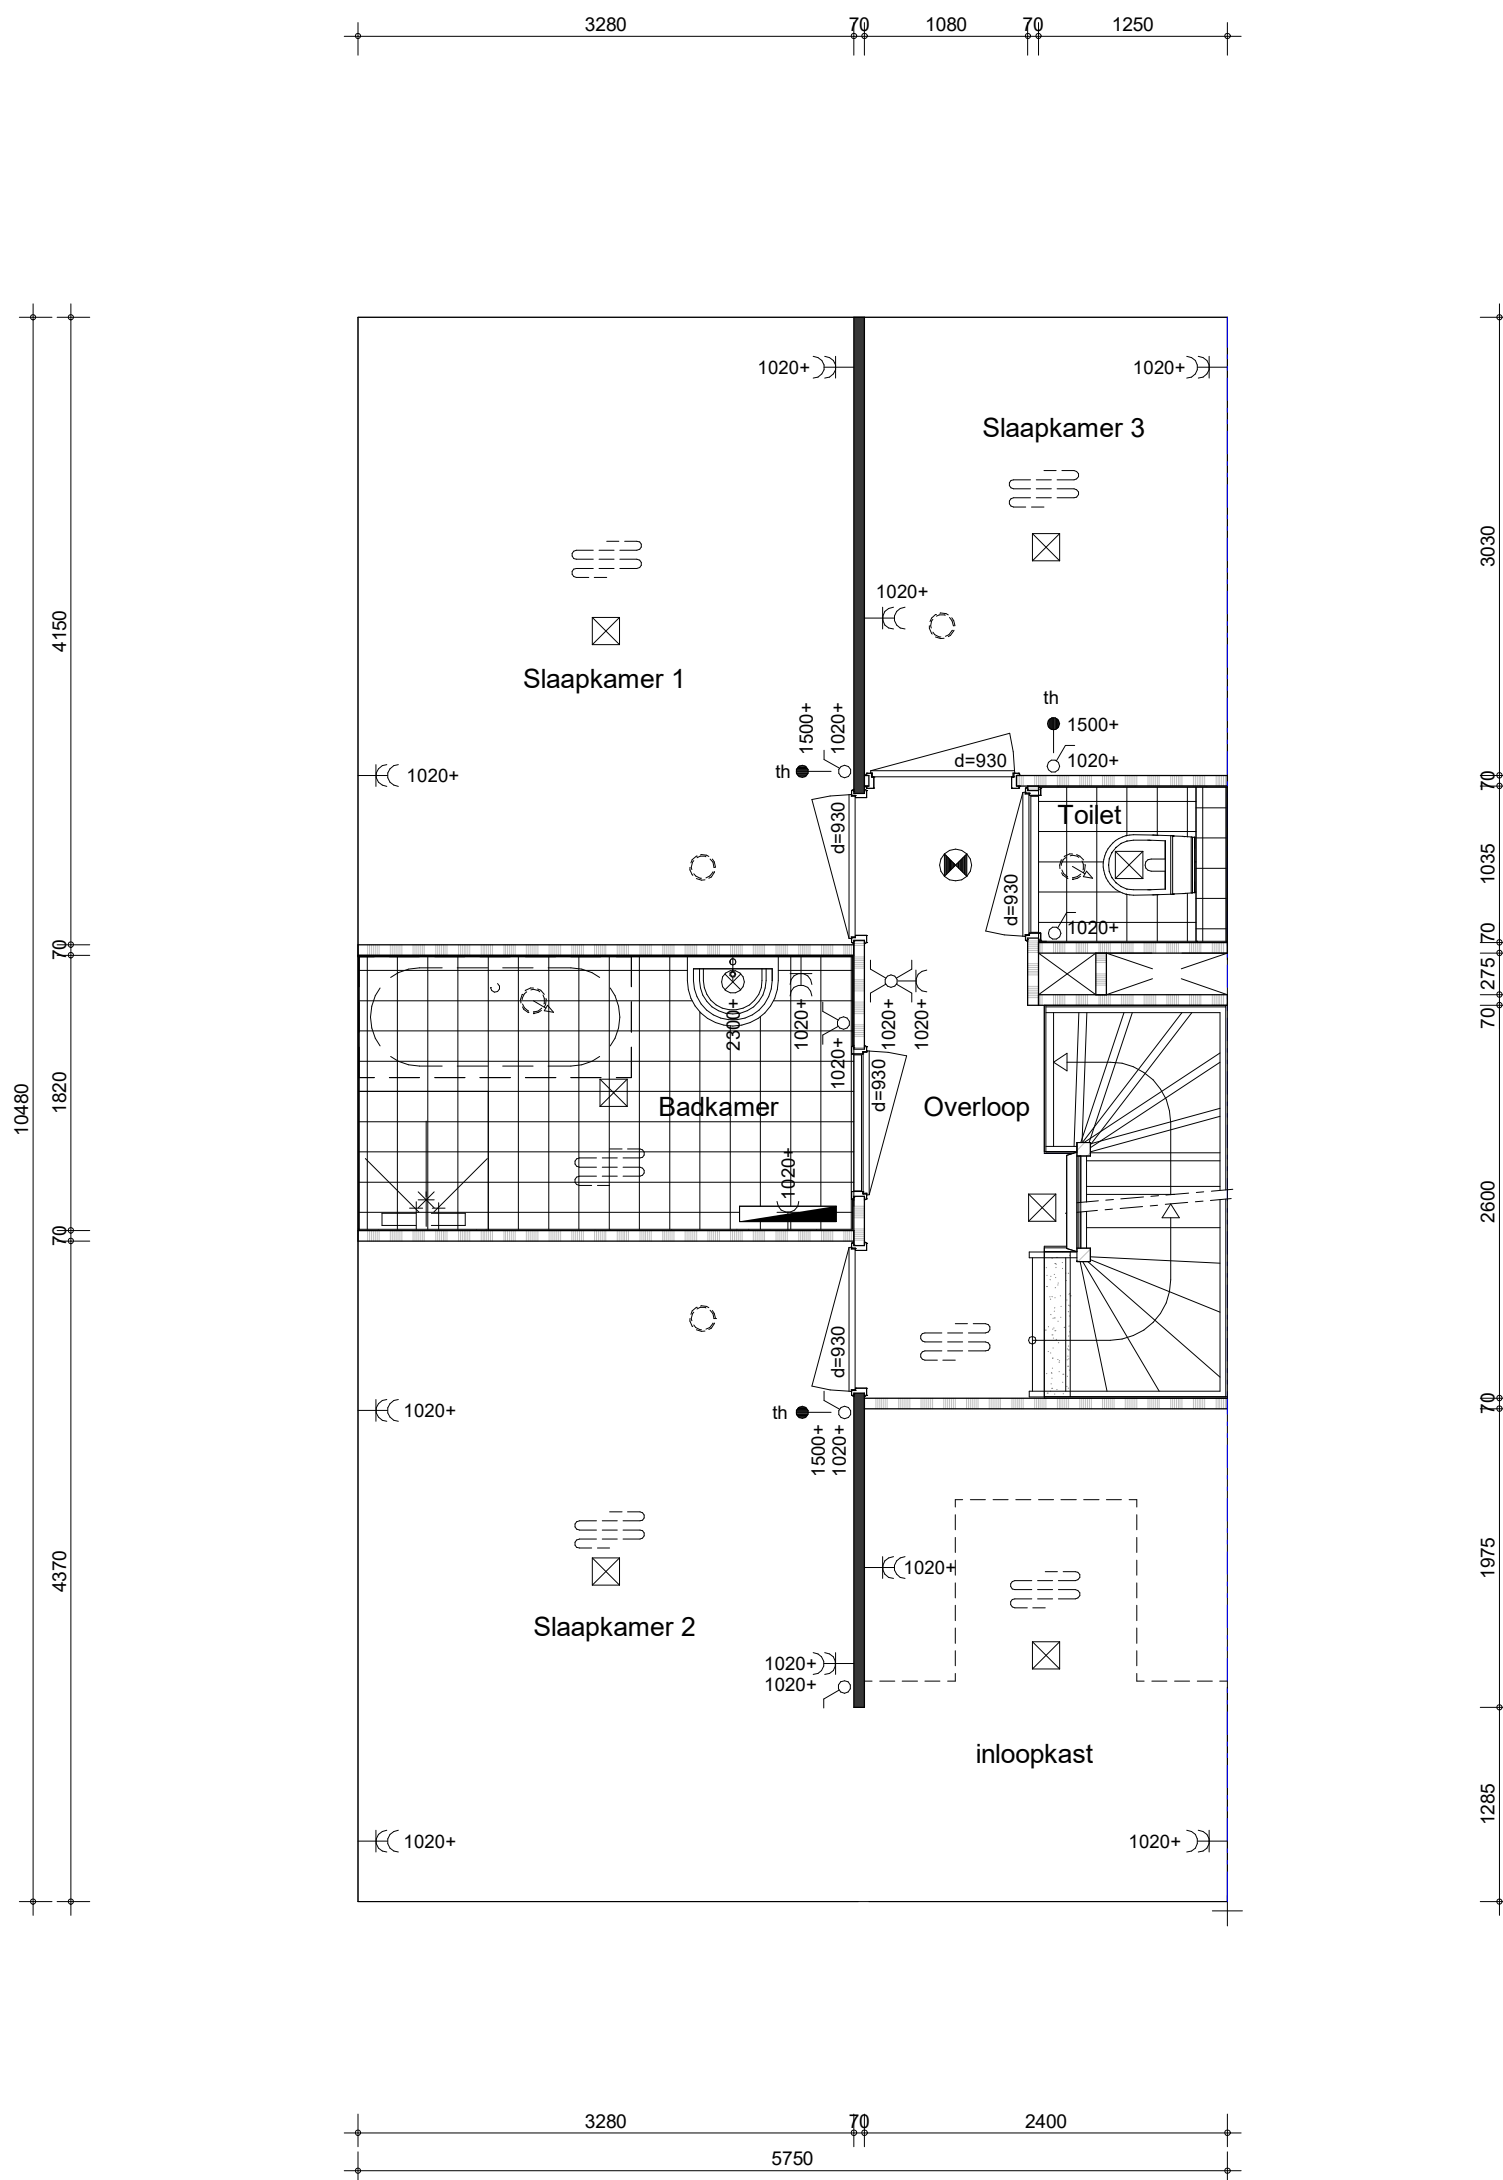 3280 70 1080 70 1250
1020+ 1020+
Slaapkamer 3
3030
1020+
4150
Slaapkamer 1
th
1500+ 1020+ 1500+
th 1020+
d=930
1020+
70
d=930 Toilet
1035
d=930
1020+
70 70
275
2300+ 1020+ 1020+ 1020+ 1020+
70
10480 1820
d=930
Badkamer Overloop
1020+
2600
70
d=930
70
1020+ th
1500+ 1020+
4370 1975
1020+
Slaapkamer 2
1020+
1020+
inloopkast
1285
1020+ 1020+
3280 70 2400
5750